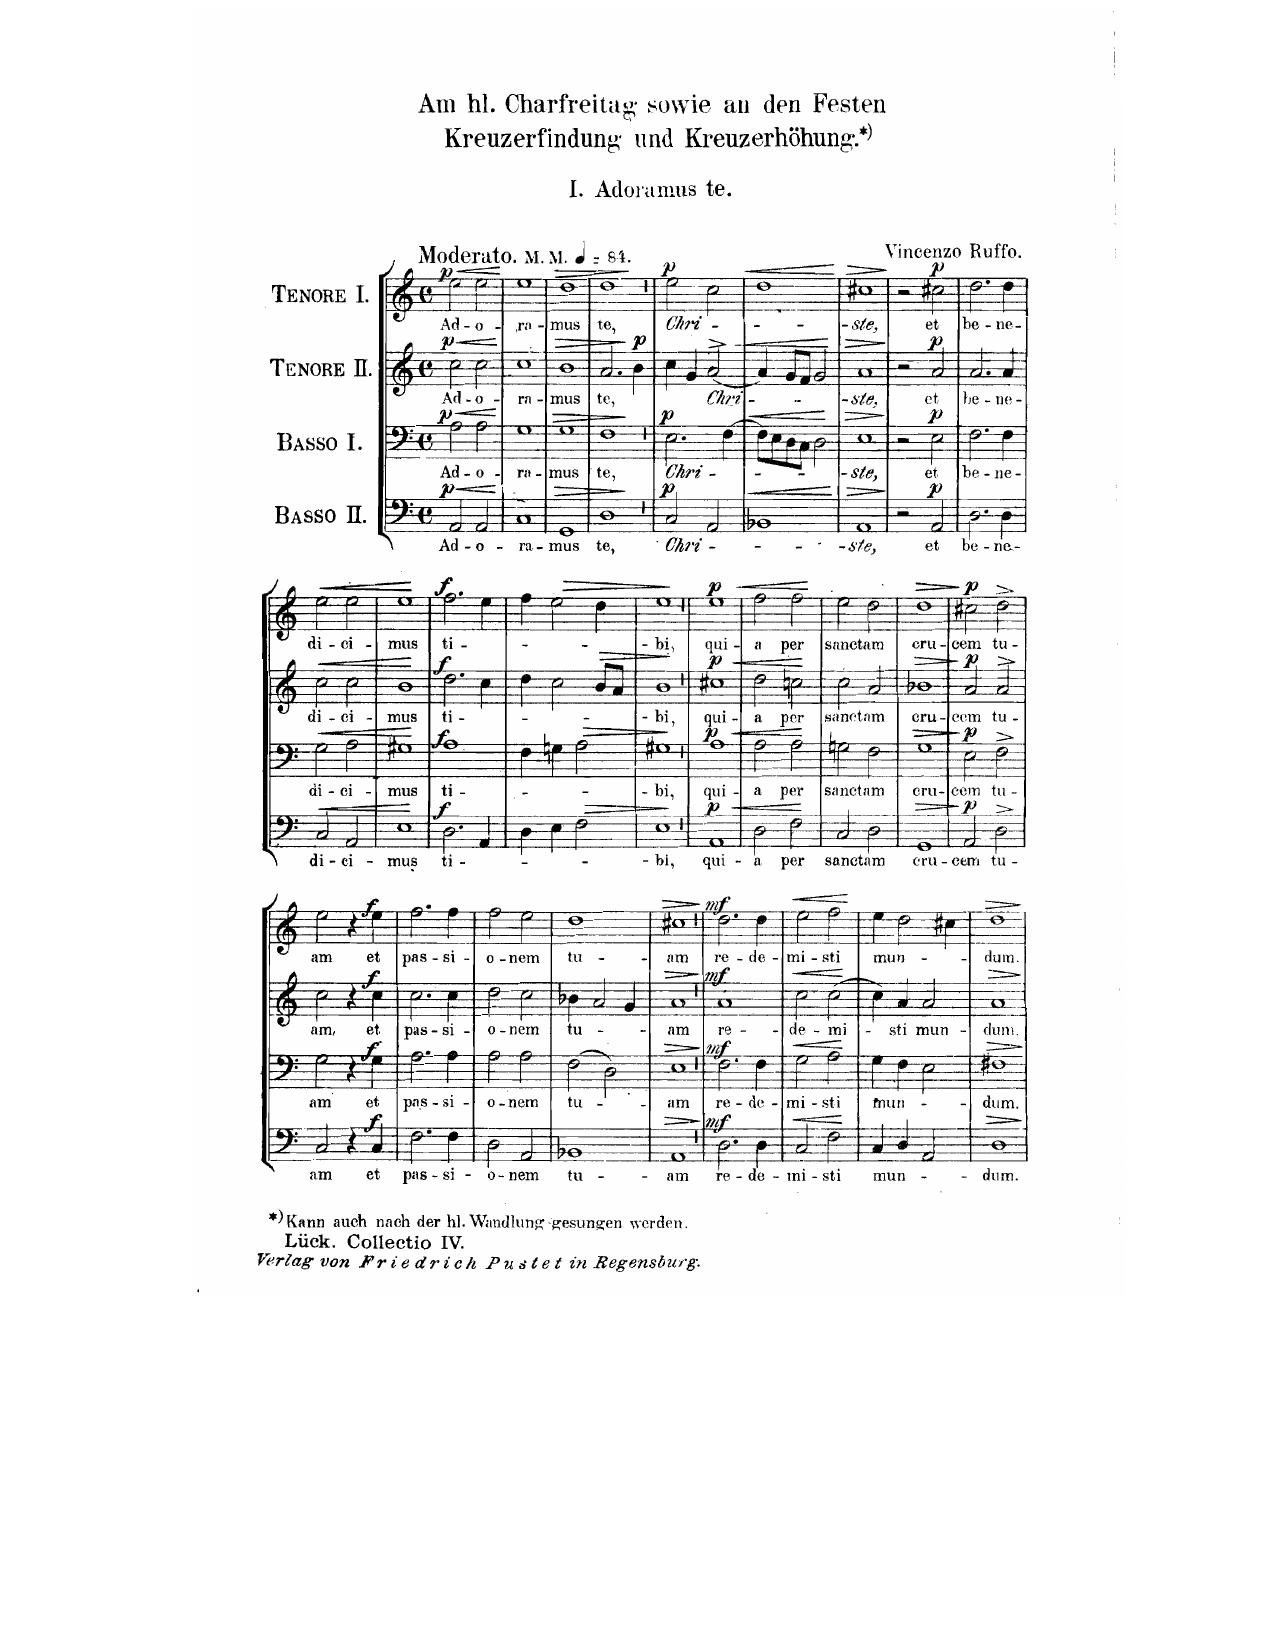 Am hl. Charfreitag sowie an den Festen
Kreuzerfindung und Kreuzerhöhung.*)
I. Adoramus te.
Moderato. M. M. ♩ = 84.
Vincenzo Ruffo.
p p p
TENORE I.
Ad - o - ra - mus te, Chri - - - - ste, et be - ne -
p p p
TENORE II.
Ad - o - ra - mus te, Chri - - - ste, et be - ne -
p p p
BASSO I.
Ad - o - ra - mus te, Chri - - - - ste, et be - ne -
p p p
BASSO II.
Ad - o - ra - mus te, Chri - - - - ste, et be - ne -
f p p
di - ci - mus ti - - - - bi, qui - a per sanctam cru - cem tu -
f p p
di - ci - mus ti - - - - bi, qui - a per sanctam cru - cem tu -
f p p
di - ci - mus ti - - - - bi, qui - a per sanctam cru - cem tu -
f p p
di - ci - mus ti - - - - bi, qui - a per sanctam cru - cem tu -
f mf
am et pas - si - o - nem tu - - am re - de - mi - sti mun - - dum.
f mf
am, et pas - si - o - nem tu - - am re - - de - mi - sti mun - dum.
f mf
am et pas - si - o - nem tu - - am re - de - mi - sti mun - - dum.
f mf
am et pas - si - o - nem tu - - am re - de - mi - sti mun - - dum.
*) Kann auch nach der hl. Wandlung gesungen werden.
Lück. Collectio IV.
Verlag von Friedrich Pustet in Regensburg.